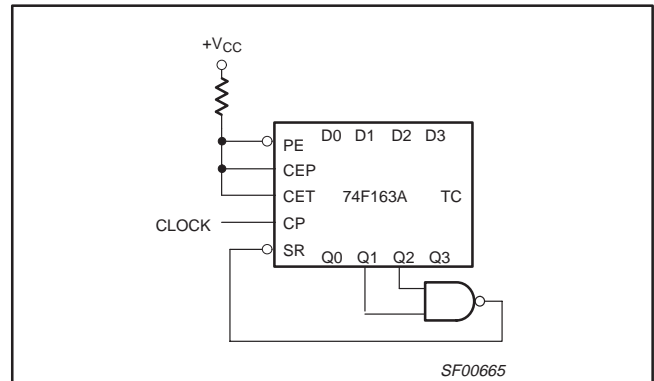 +VCC
D0 D1 D2 D3
PE
CEP
CET 74F163A TC
CLOCK CP
SR
Q0 Q1 Q2 Q3
SF00665